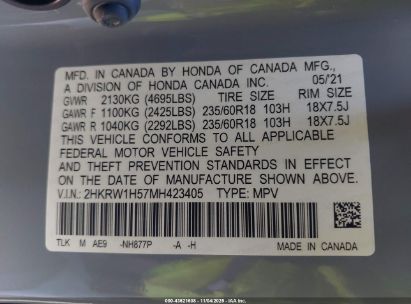 MFD. IN CANADA BY HONDA OF CANADA MFG.,
A DIVISION OF HONDA CANADA INC. 05/21
GVWR 2130KG (4695LBS) TIRE SIZE RIM SIZE
GAWR F 1100KG (2425LBS) 235/60R18 103H 18X7.5J
GAWR R 1040KG (2292LBS) 235/60R18 103H 18X7.5J
THIS VEHICLE CONFORMS TO ALL APPLICABLE
FEDERAL MOTOR VEHICLE SAFETY
AND THEFT PREVENTION STANDARDS IN EFFECT ON
THE DATE OF MANUFACTURE SHOWN ABOVE.
V.I.N.: 2HKRW1H57MH423405 TYPE: MPV
TLK M AE9 -NH877P -A -H MADE IN CANADA